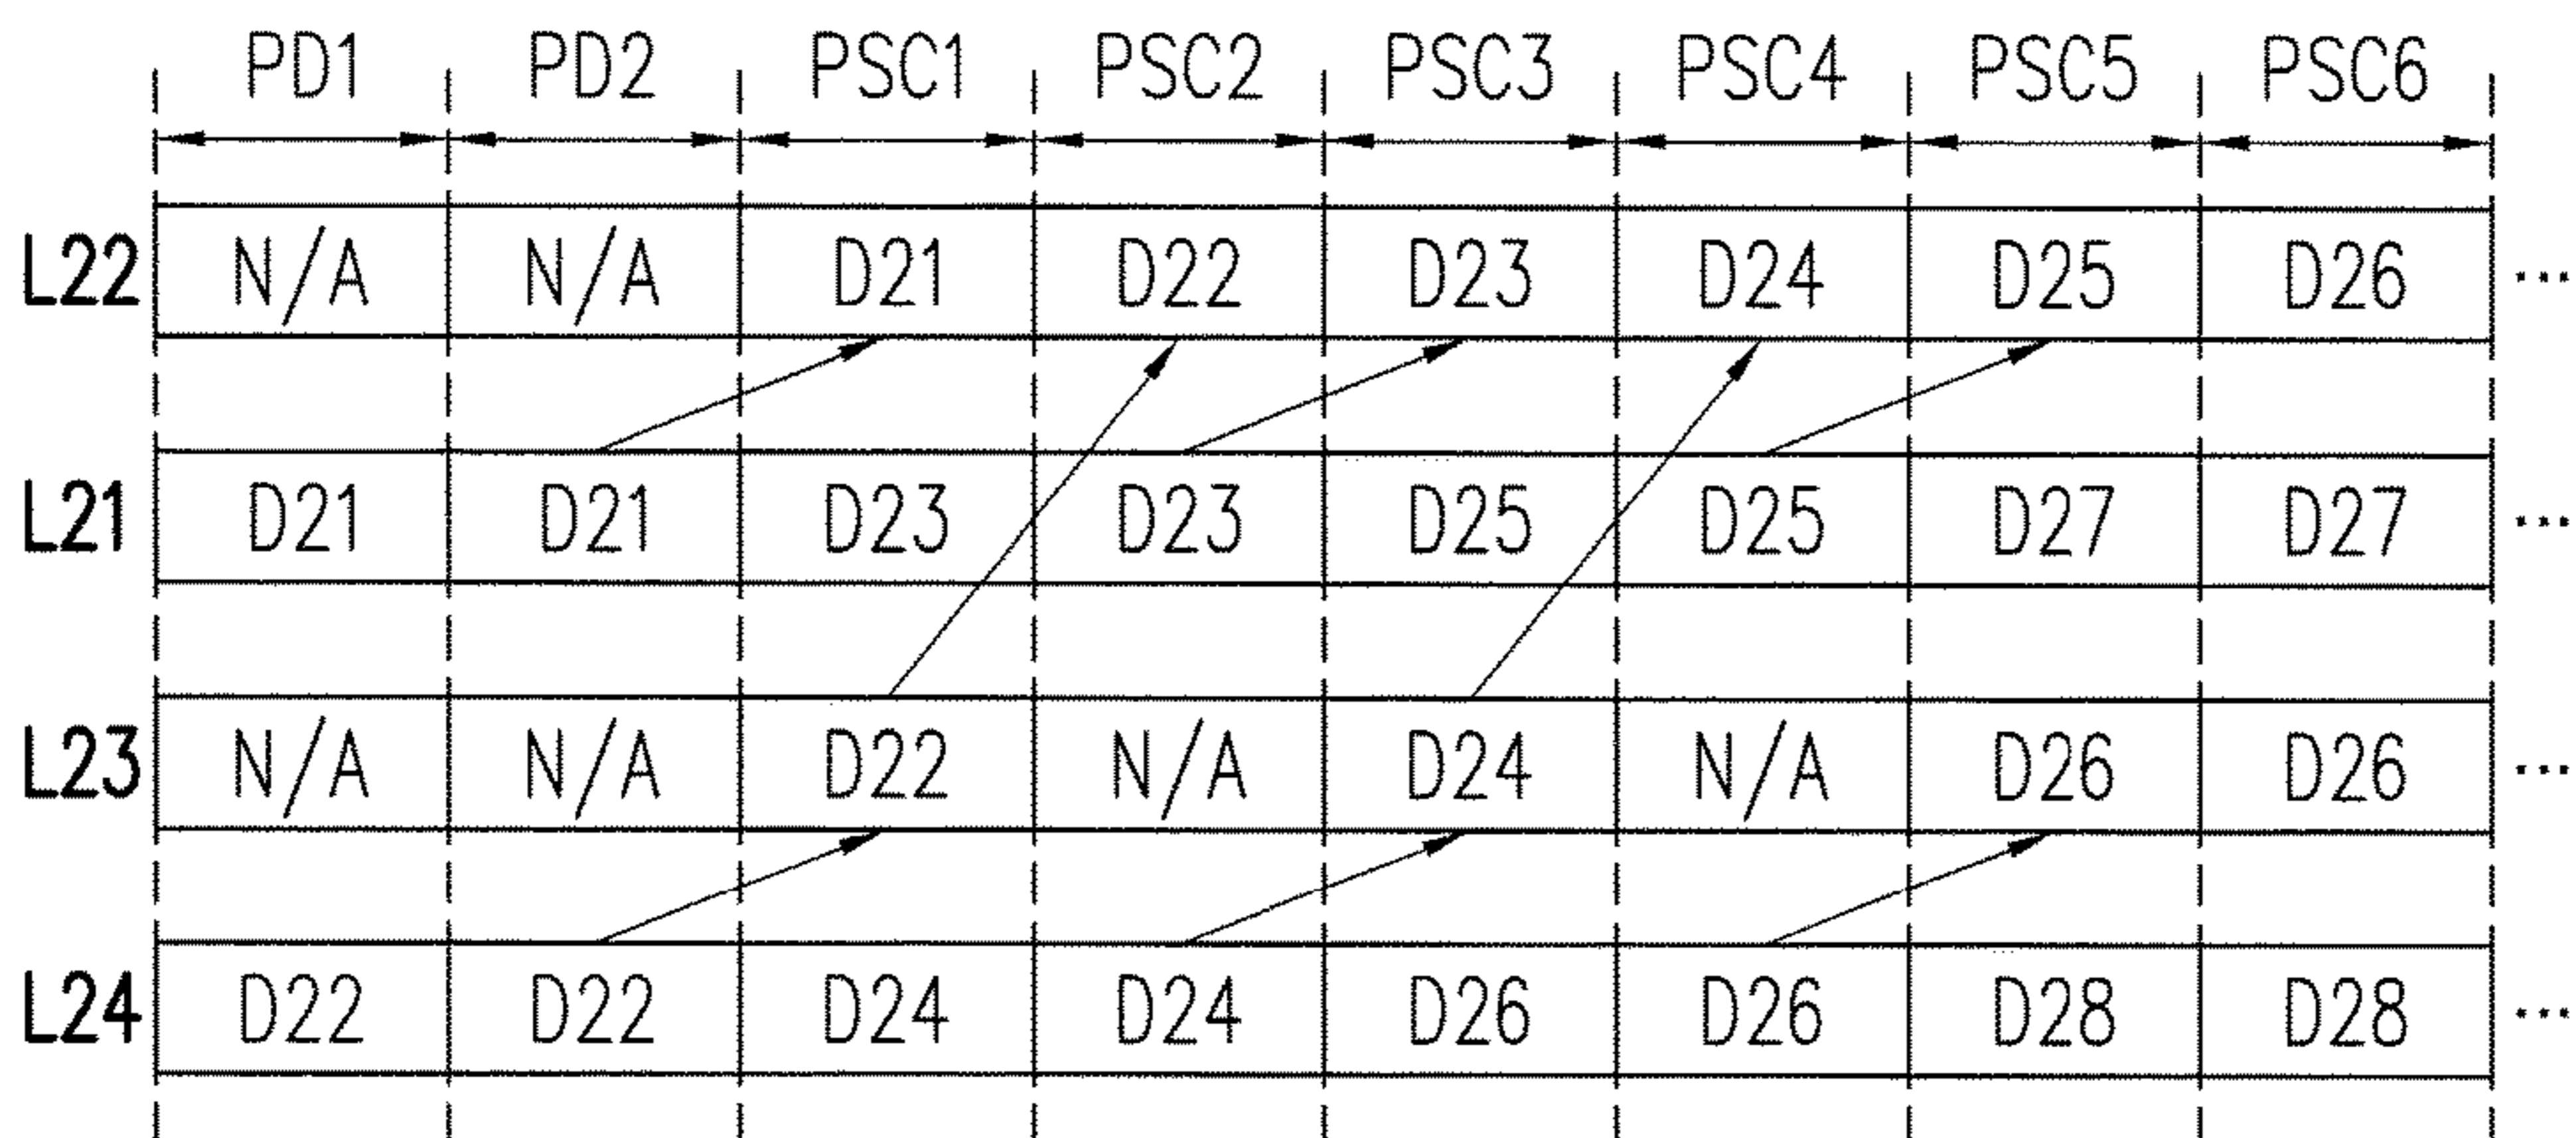 PD1 PD2 PSC1 PSC2 PSC3 PSC4 PSC5 PSC6
L22 N/A N/A D21 D22 D23 D24 D25 D26 ...
L21 D21 D21 D23 D23 D25 D25 D27 D27 ...
L23 N/A N/A D22 N/A D24 N/A D26 D26 ...
L24 D22 D22 D24 D24 D26 D26 D28 D28 ...